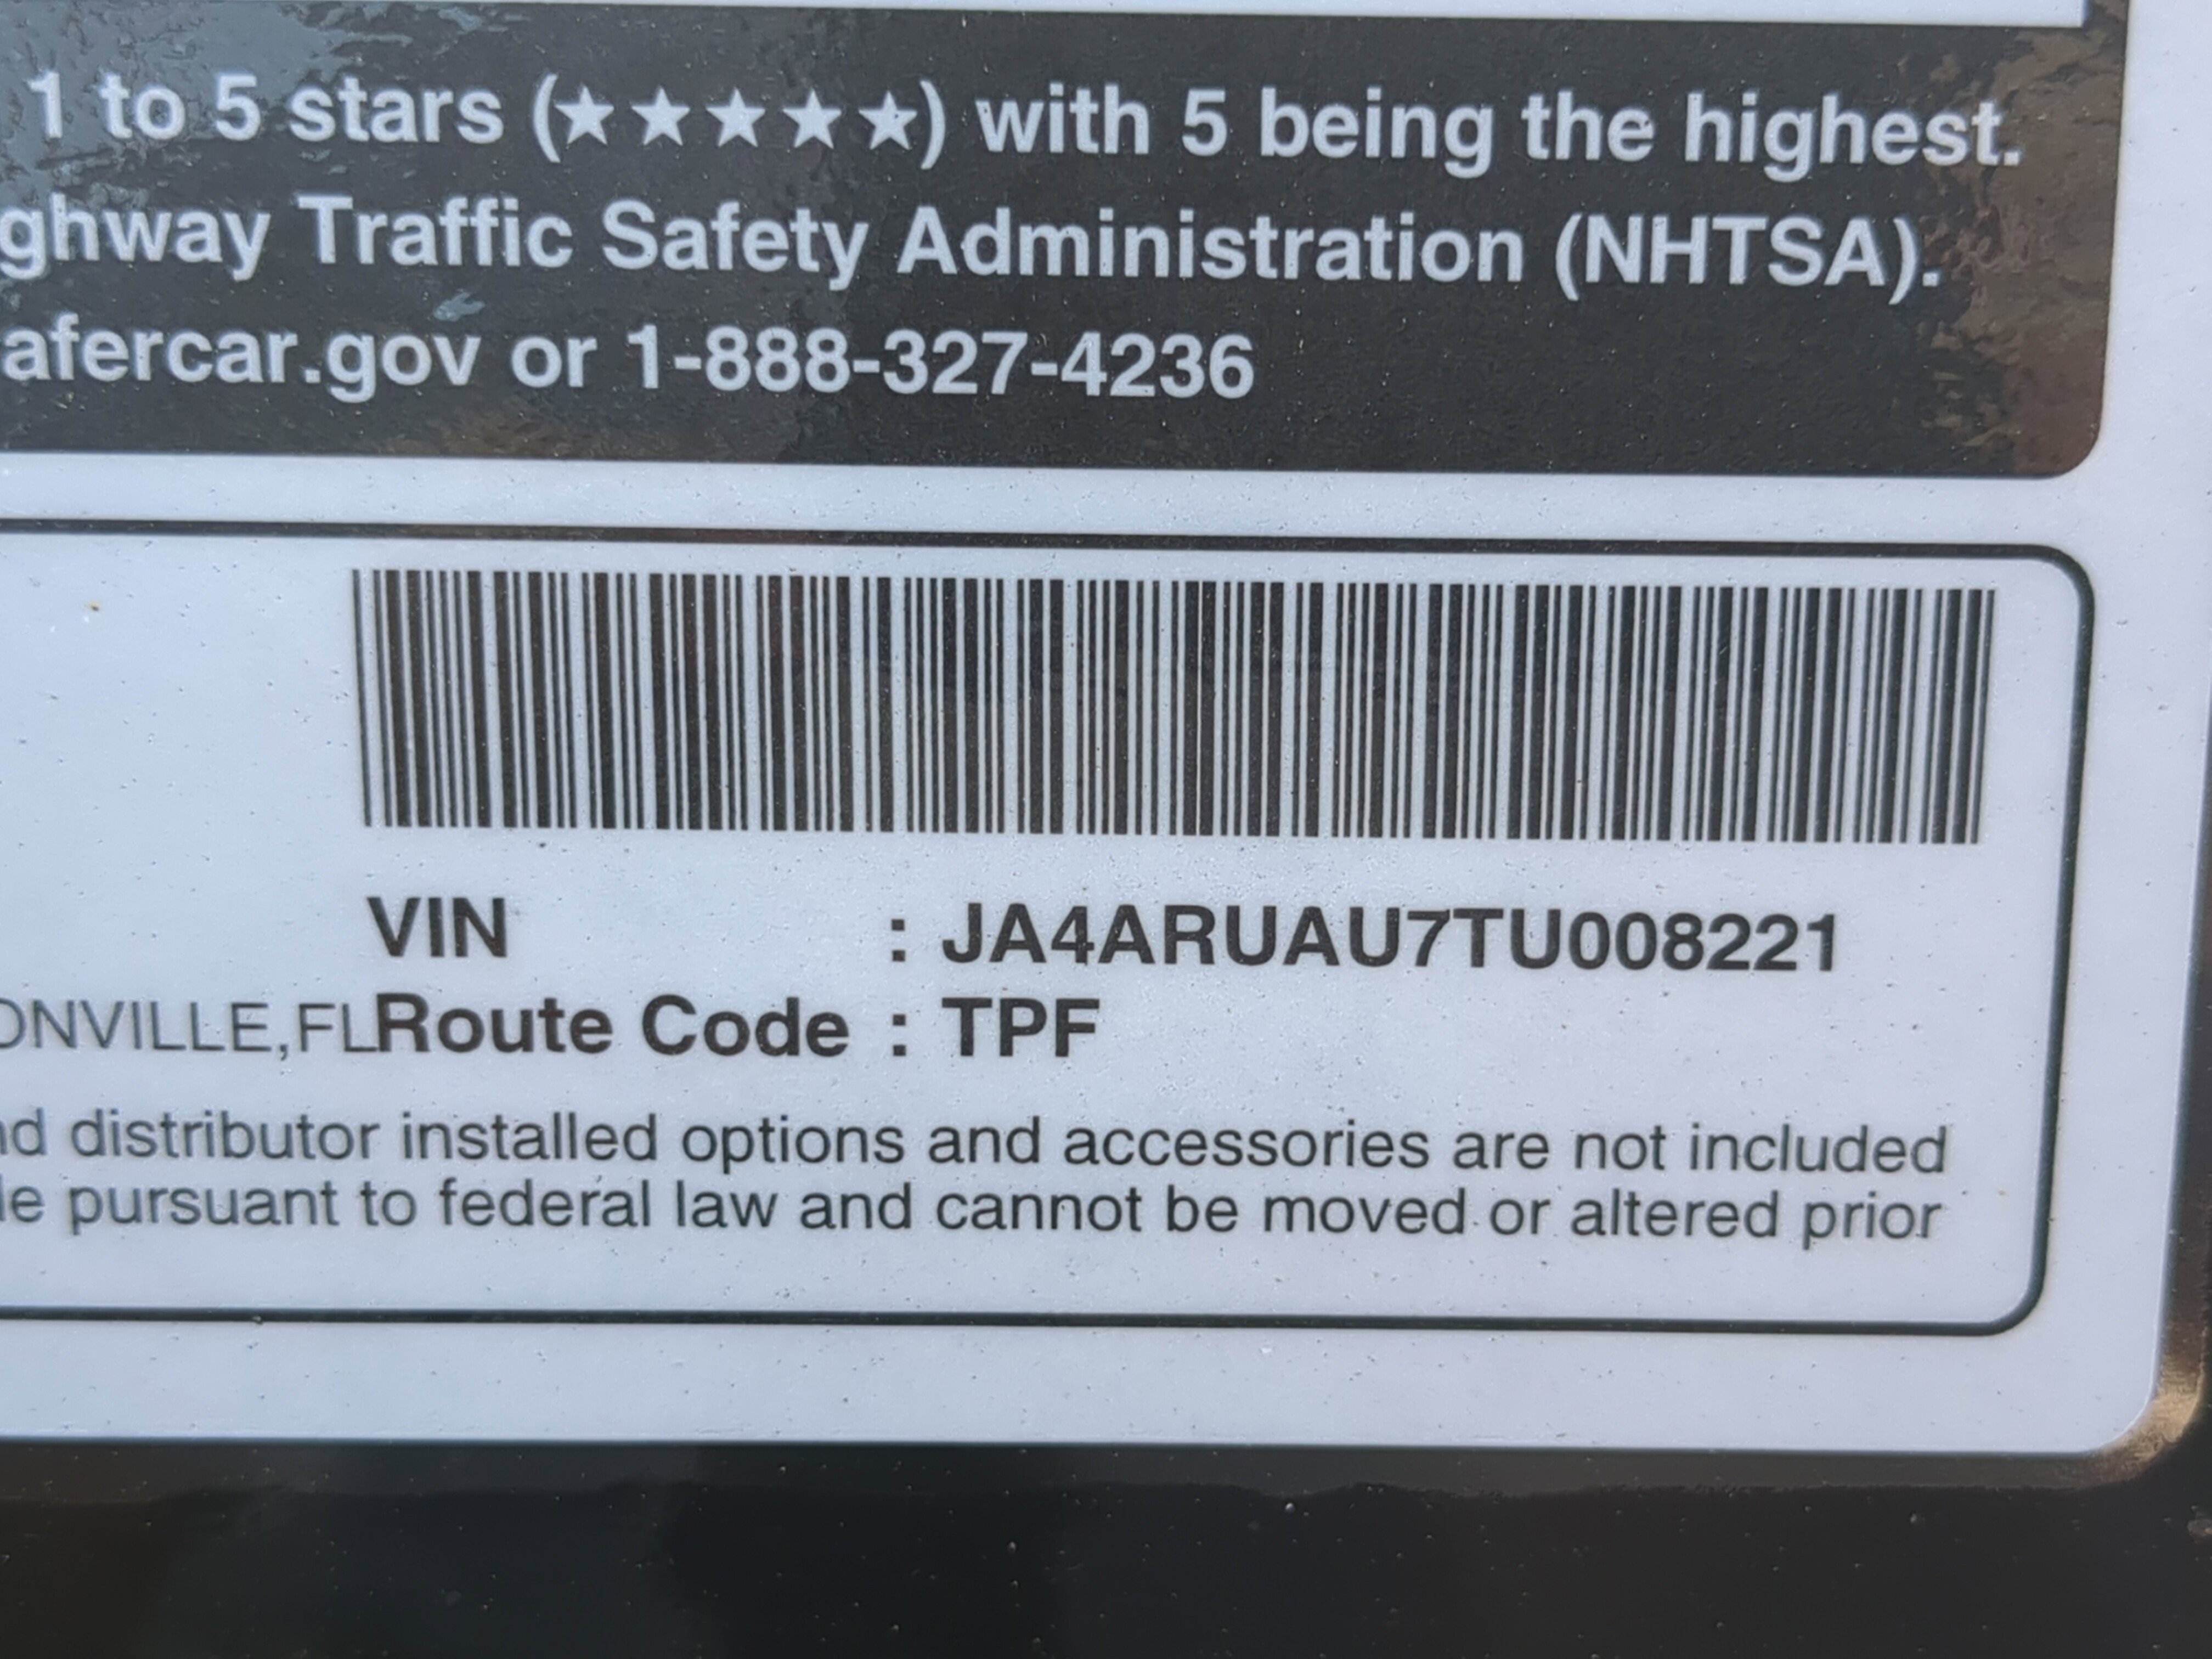 1 to 5 stars (★★★★★) with 5 being the highest.
ghway Traffic Safety Administration (NHTSA).
afercar.gov or 1-888-327-4236
VIN : JA4ARUAU7TU008221
ONVILLE,FL Route Code : TPF
nd distributor installed options and accessories are not included
le pursuant to federal law and cannot be moved or altered prior